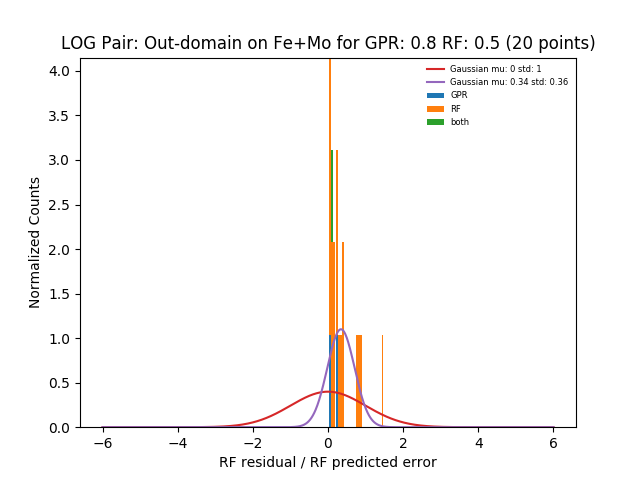 LOG Pair: Out-domain on Fe+Mo for GPR: 0.8 RF: 0.5 (20 points)
Gaussian mu: 0 std: 1
Gaussian mu: 0.34 std: 0.36
GPR
RF
both
Normalized Counts
4.0
3.5
3.0
2.5
2.0
1.5
1.0
0.5
0.0
−6 −4 −2 0 2 4 6
RF residual / RF predicted error